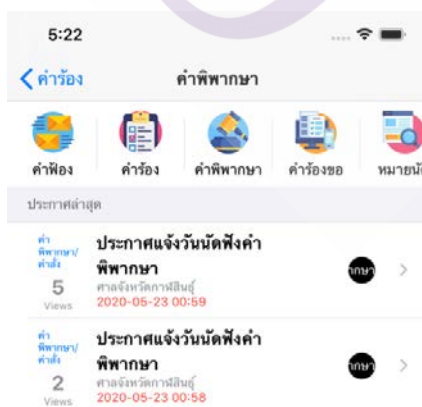 5:22
คำร้อง
คำพิพากษา
คำฟ้อง คำร้อง คำพิพากษา คำร้องขอ หมายนั
ประกาศล่าสุด
คำ
พิพากษา/
คำสั่ง
5
Views
ประกาศแจ้งวันนัดฟังคำ
พิพากษา
ศาลจังหวัดกาฬสินธุ์
2020-05-23 00:59
กษา
คำ
พิพากษา/
คำสั่ง
2
Views
ประกาศแจ้งวันนัดฟังคำ
พิพากษา
ศาลจังหวัดกาฬสินธุ์
2020-05-23 00:58
กษา